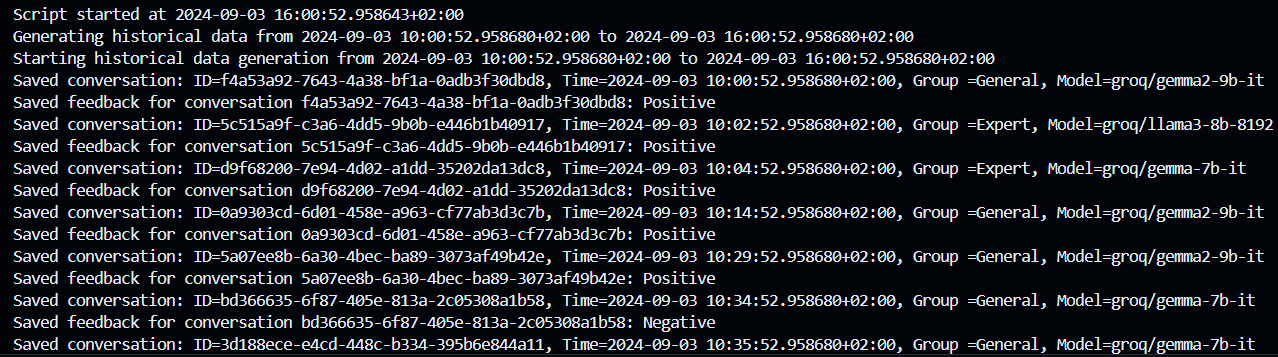 Script started at 2024-09-03 16:00:52.958643+02:00
Generating historical data from 2024-09-03 10:00:52.958680+02:00 to 2024-09-03 16:00:52.958680+02:00
Starting historical data generation from 2024-09-03 10:00:52.958680+02:00 to 2024-09-03 16:00:52.958680+02:00
Saved conversation: ID=f4a53a92-7643-4a38-bf1a-0adb3f30dbd8, Time=2024-09-03 10:00:52.958680+02:00, Group =General, Model=groq/gemma2-9b-it
Saved feedback for conversation f4a53a92-7643-4a38-bf1a-0adb3f30dbd8: Positive
Saved conversation: ID=5c515a9f-c3a6-4dd5-9b0b-e446b1b40917, Time=2024-09-03 10:02:52.958680+02:00, Group =Expert, Model=groq/llama3-8b-8192
Saved feedback for conversation 5c515a9f-c3a6-4dd5-9b0b-e446b1b40917: Positive
Saved conversation: ID=d9f68200-7e94-4d02-a1dd-35202da13dc8, Time=2024-09-03 10:04:52.958680+02:00, Group =Expert, Model=groq/gemma-7b-it
Saved feedback for conversation d9f68200-7e94-4d02-a1dd-35202da13dc8: Positive
Saved conversation: ID=0a9303cd-6d01-458e-a963-cf77ab3d3c7b, Time=2024-09-03 10:14:52.958680+02:00, Group =General, Model=groq/gemma2-9b-it
Saved feedback for conversation 0a9303cd-6d01-458e-a963-cf77ab3d3c7b: Positive
Saved conversation: ID=5a07ee8b-6a30-4bec-ba89-3073af49b42e, Time=2024-09-03 10:29:52.958680+02:00, Group =General, Model=groq/gemma2-9b-it
Saved feedback for conversation 5a07ee8b-6a30-4bec-ba89-3073af49b42e: Positive
Saved conversation: ID=bd366635-6f87-405e-813a-2c05308a1b58, Time=2024-09-03 10:34:52.958680+02:00, Group =General, Model=groq/gemma-7b-it
Saved feedback for conversation bd366635-6f87-405e-813a-2c05308a1b58: Negative
Saved conversation: ID=3d188ece-e4cd-448c-b334-395b6e844a11, Time=2024-09-03 10:35:52.958680+02:00, Group =General, Model=groq/gemma-7b-it